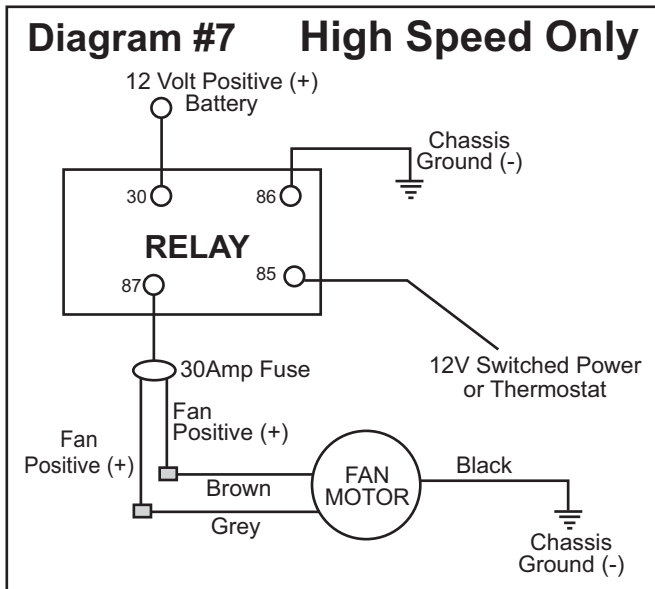 Diagram #7 High Speed Only
12 Volt Positive (+)
Battery
Chassis
Ground (-)
30
86
RELAY
87
85
12V Switched Power
or Thermostat
30Amp Fuse
Fan
Positive (+)
Fan
Positive (+)
Brown
Grey
FAN
MOTOR
Black
Chassis
Ground (-)